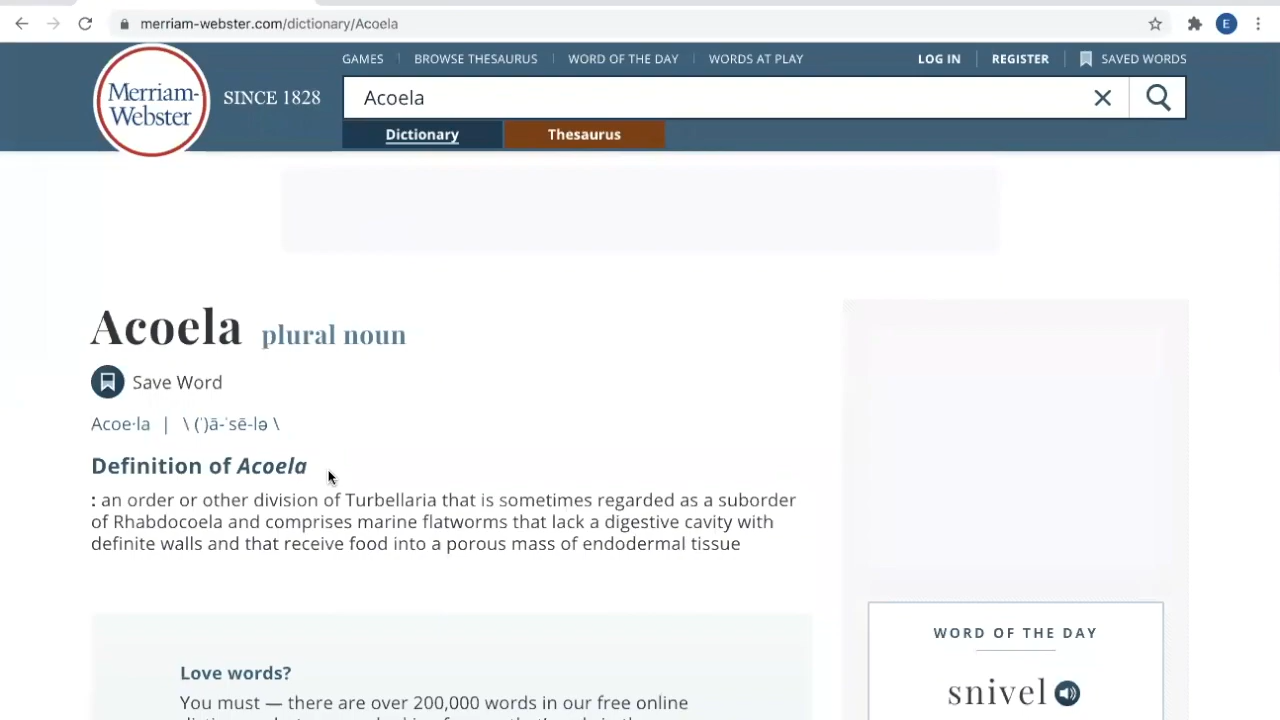 merriam-webster.com/dictionary/Acoela
E
GAMES
BROWSE THESAURUS
WORD OF THE DAY
WORDS AT PLAY
LOG IN
REGISTER
SAVED WORDS
Merriam-
Webster
SINCE 1828
Acoela
Dictionary
Thesaurus
Acoela plural noun
Save Word
Acoe·la | \ (ˈ)ā-ˈsē-lə \
Definition of Acoela
: an order or other division of Turbellaria that is sometimes regarded as a suborder
of Rhabdocoela and comprises marine flatworms that lack a digestive cavity with
definite walls and that receive food into a porous mass of endodermal tissue
Love words?
You must — there are over 200,000 words in our free online
WORD OF THE DAY
snivel